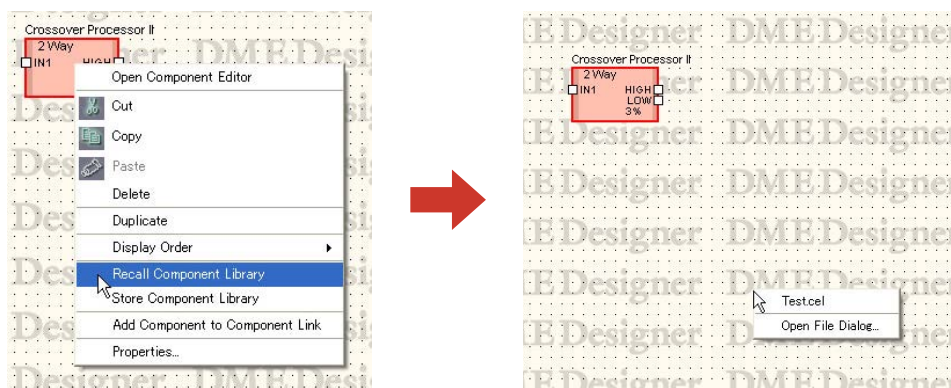 Crossover Processor II
2 Way
IN1 HIGH
Open Component Editor
Cut
Copy
Paste
Delete
Duplicate
Display Order
Recall Component Library
Store Component Library
Add Component to Component Link
Properties...
Crossover Processor II
2 Way
IN1 HIGH
LOW
3%
Test.cel
Open File Dialog...
DME Designer